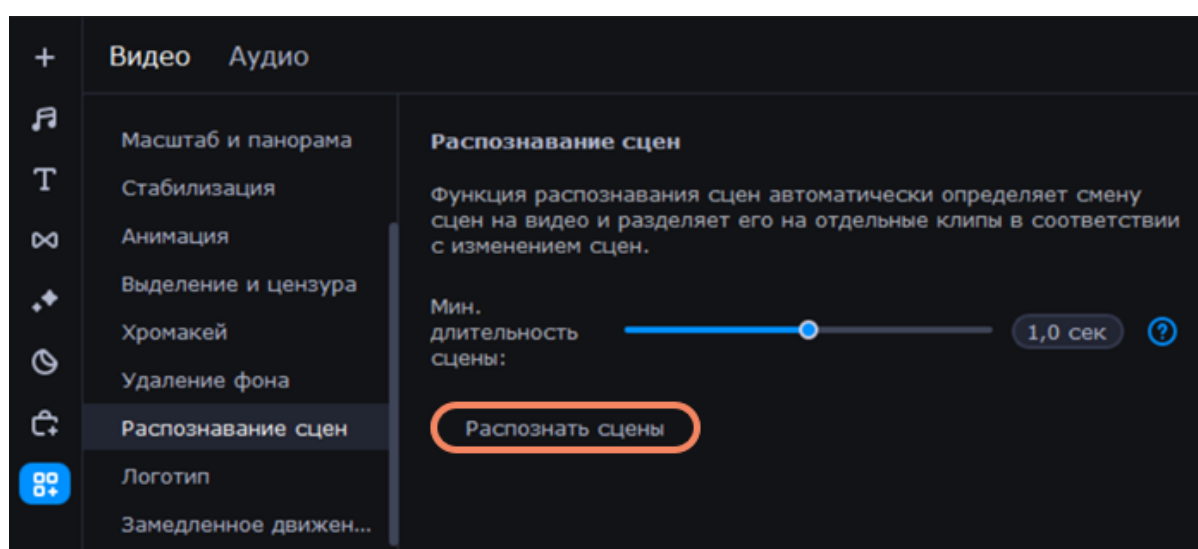 Видео Аудио
Масштаб и панорама
Стабилизация
Анимация
Выделение и цензура
Хромакей
Удаление фона
Распознавание сцен
Логотип
Замедленное движен...
Распознавание сцен
Функция распознавания сцен автоматически определяет смену
сцен на видео и разделяет его на отдельные клипы в соответствии
с изменением сцен.
Мин.
длительность
сцены:
1,0 сек
?
Распознать сцены